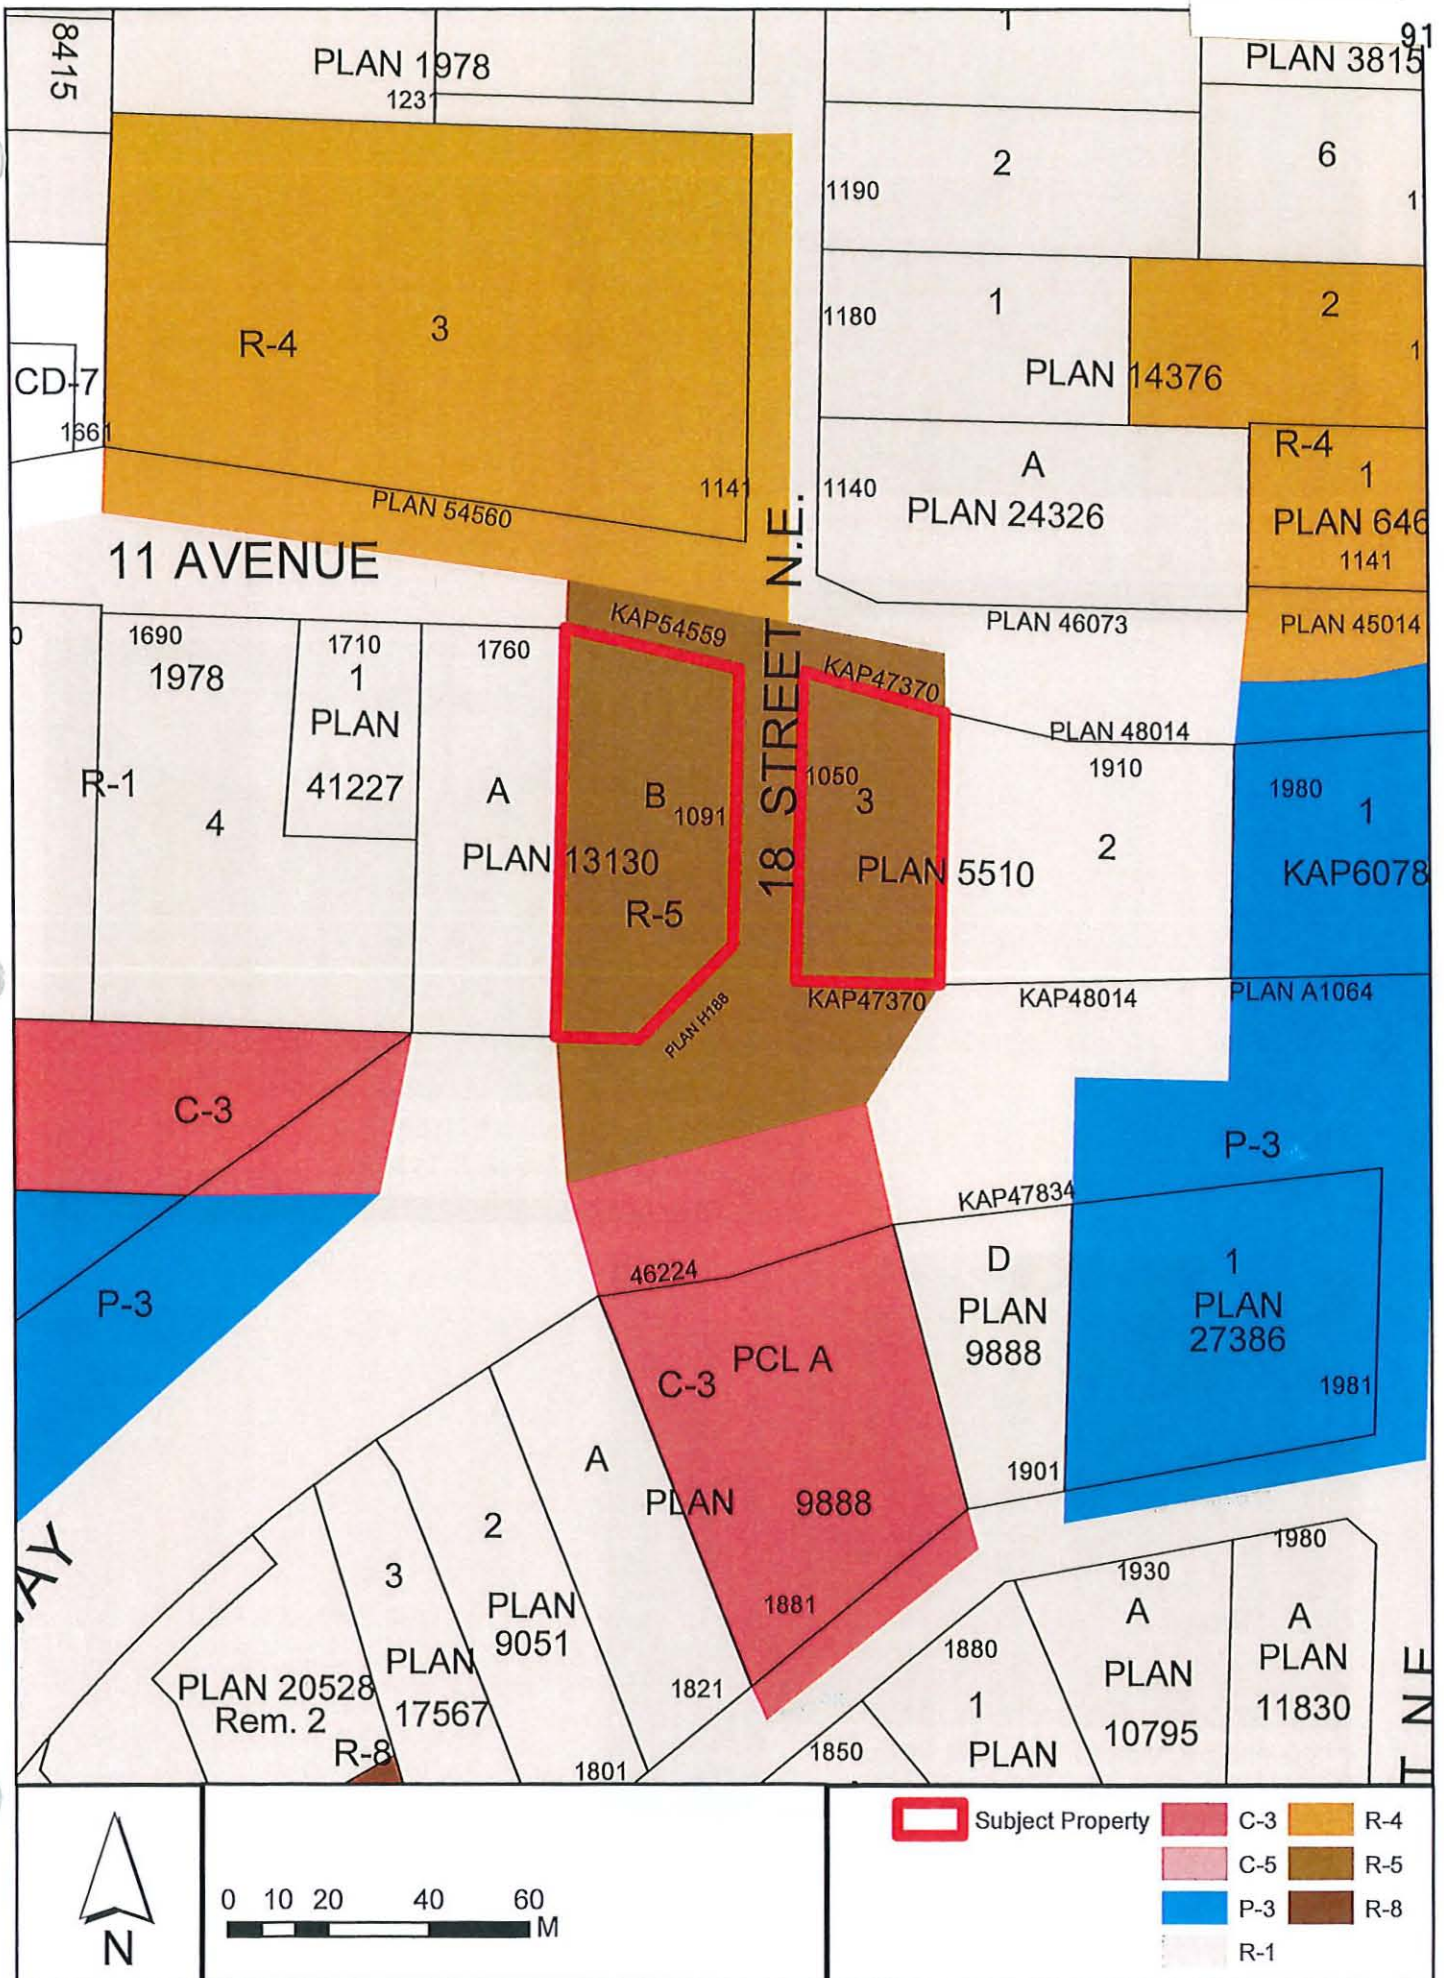 91
8415
PLAN 1978
PLAN 3815
1231
2
6
1190
1
1180
2
R-4
3
PLAN 14376
CD-7
1661
R-4
A
1
1141
1140
PLAN 24326
PLAN 54560
PLAN 646
11 AVENUE
1141
KAP54559
PLAN 46073
PLAN 45014
1690
1710
1760
1978
1
PLAN
41227
18 STREET N.E.
KAP47370
PLAN 48014
1910
R-1
4
A
B
1091
1050
3
1980
1
2
PLAN 13130
PLAN 5510
KAP6078
R-5
KAP47370
KAP48014
PLAN A1064
PLAN H188
C-3
P-3
KAP47834
P-3
46224
D
PLAN
9888
1
PLAN
27386
PCL A
C-3
1981
A
1901
PLAN 9888
2
3
1980
1930
PLAN
9051
1881
A
A
PLAN
17567
1880
PLAN
10795
PLAN
11830
PLAN 20528
Rem. 2
1821
1
PLAN
R-8
1801
1850
T NE
Subject Property
C-3
R-4
C-5
R-5
P-3
R-8
R-1
0 10 20 40 60
M
N